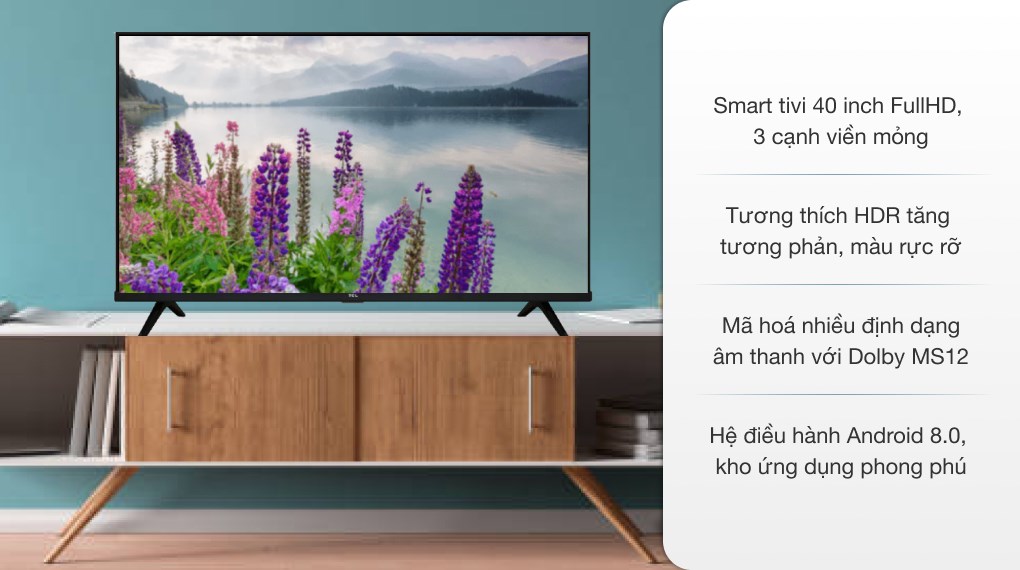 TCL
Smart tivi 40 inch FullHD,
3 cạnh viền mỏng
Tương thích HDR tăng
tương phản, màu rực rỡ
Mã hoá nhiều định dạng
âm thanh với Dolby MS12
Hệ điều hành Android 8.0,
kho ứng dụng phong phú